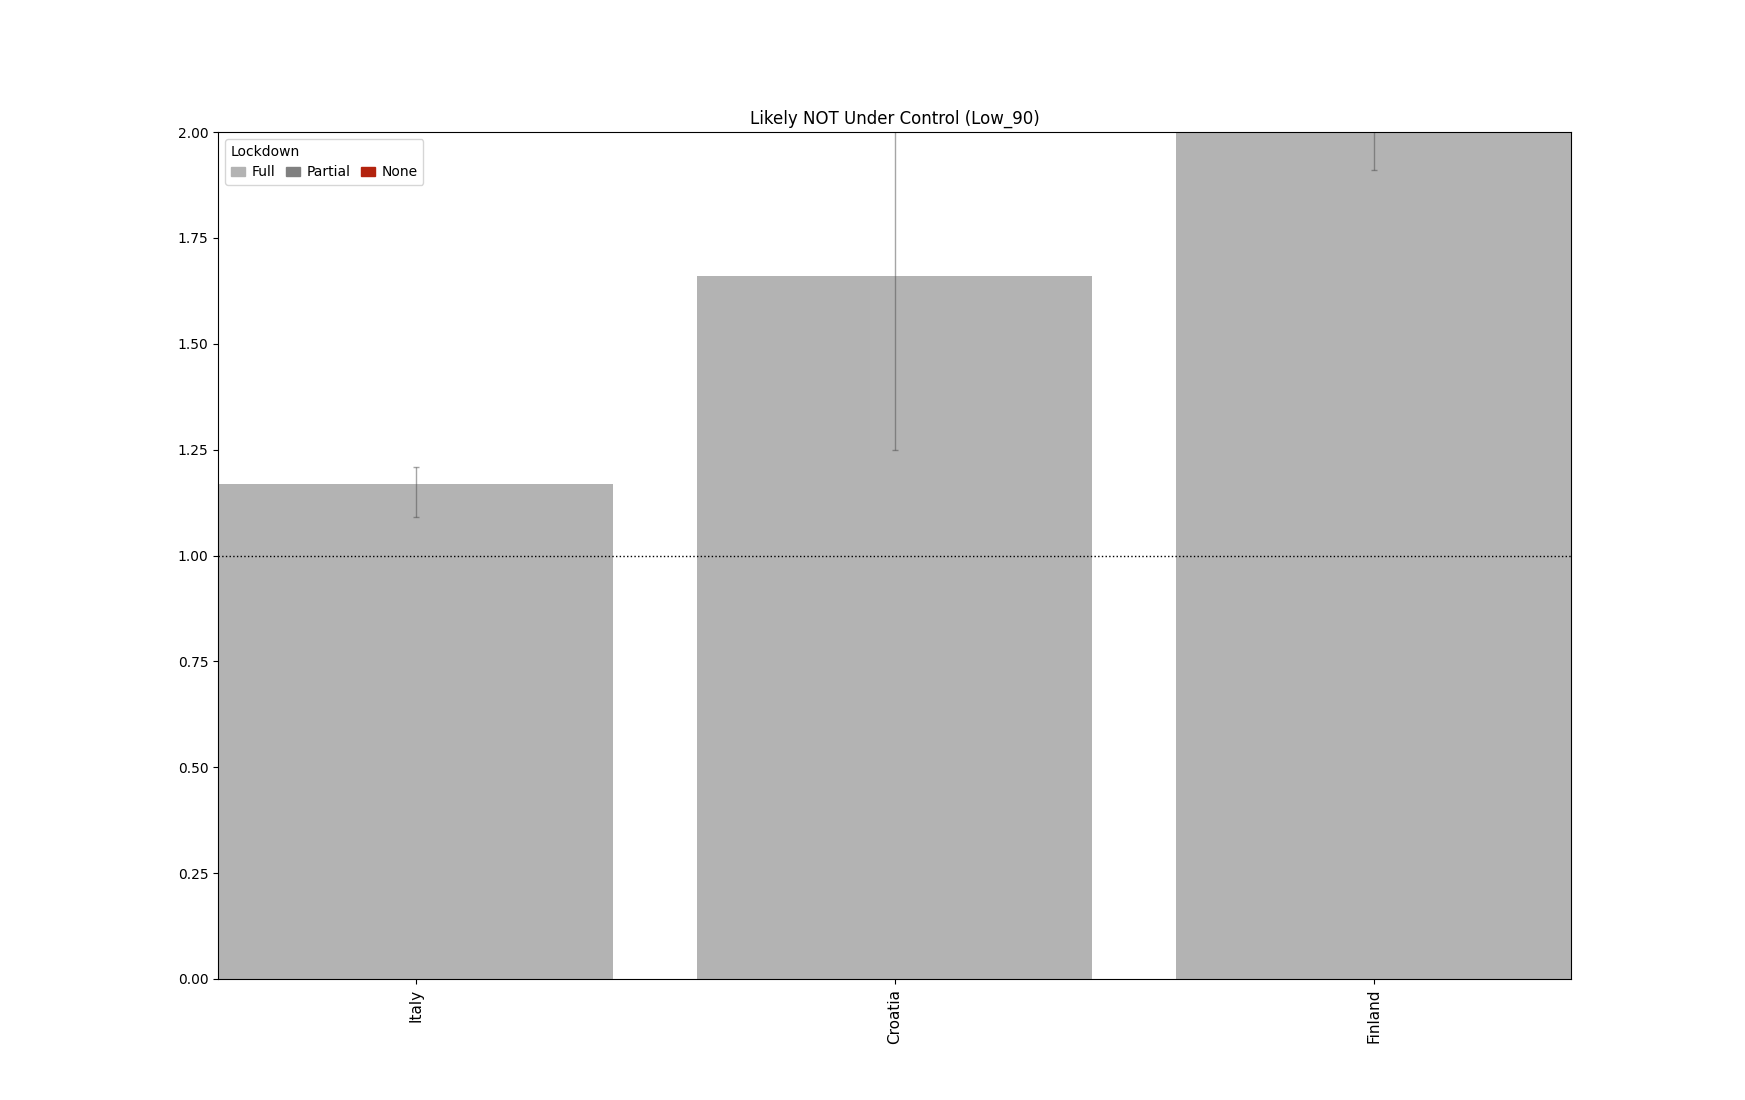 Likely NOT Under Control (Low_90)
Lockdown
Full Partial None
2.00
1.75
1.50
1.25
1.00
0.75
0.50
0.25
0.00
Italy
Croatia
Finland